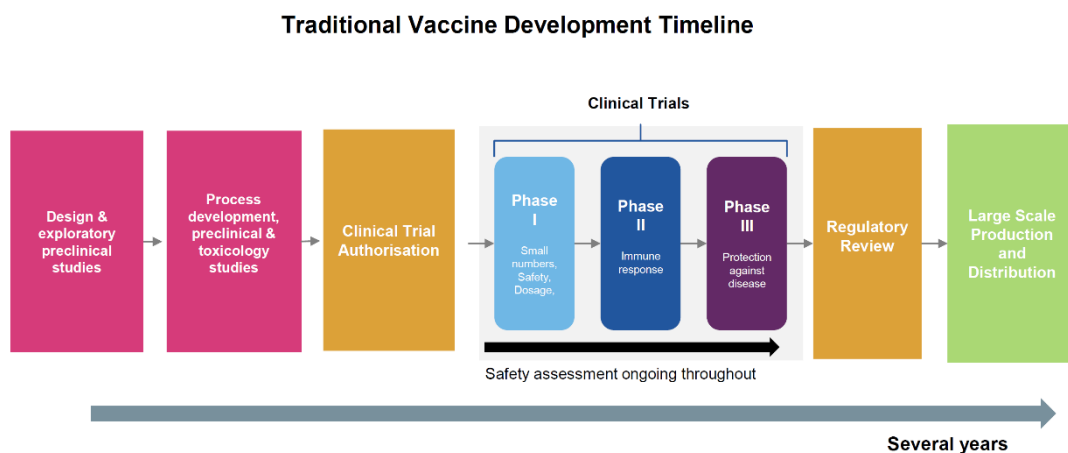 Traditional Vaccine Development Timeline
Clinical Trials
Design &
exploratory
preclinical
studies
Process
development,
preclinical &
toxicology
studies
Clinical Trial
Authorisation
Phase
I
Small
numbers,
Safety,
Dosage,
Phase
II
Immune
response
Phase
III
Protection
against
disease
Regulatory
Review
Large Scale
Production
and
Distribution
Safety assessment ongoing throughout
Several years